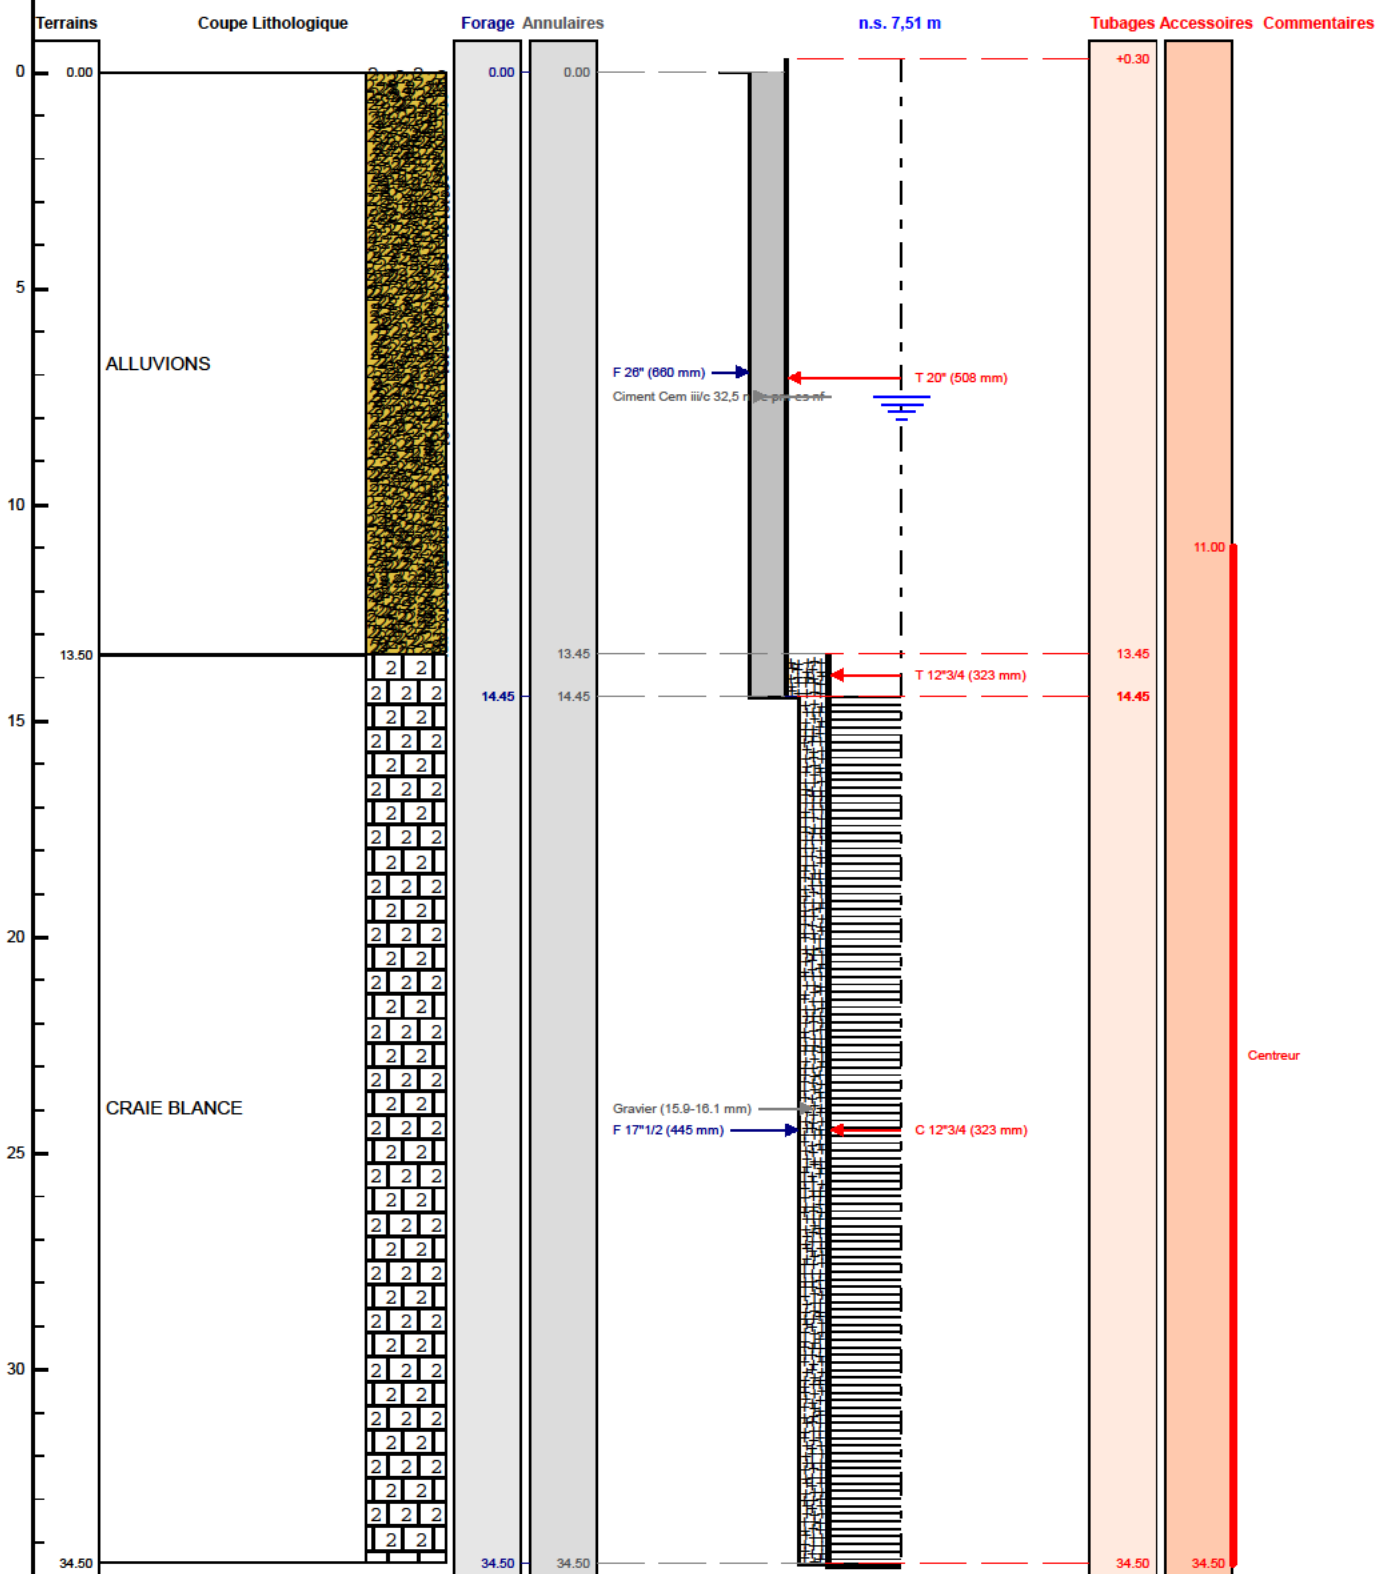 Terrains Coupe Lithologique Forage Annulaires n.s. 7,51 m Tubages Accessoires Commentaires
+0.30
0 0.00 0.00 0.00
5
ALLUVIONS
F 26" (660 mm) T 20" (508 mm)
Ciment Cem iii/c 32,5 es nf
10
11.00
13.50 13.45 13.45
T 12"3/4 (323 mm)
14.45 14.45 14.45
15
20
Centreur
CRAIE BLANCE
Gravier (15.9-16.1 mm)
F 17"1/2 (445 mm) C 12"3/4 (323 mm)
25
30
34.50 34.50 34.50 34.50 34.50